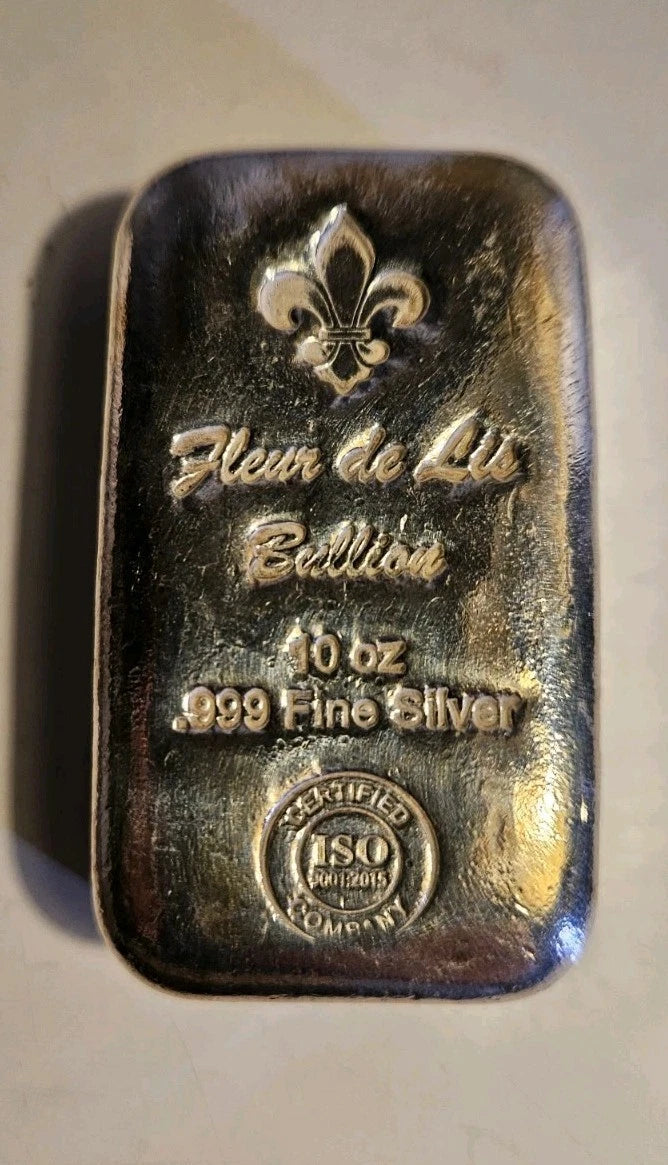 Fleur de Lis
Bullion
10 oz
.999 Fine Silver
CERTIFIED
ISO
9001:2015
COMPANY